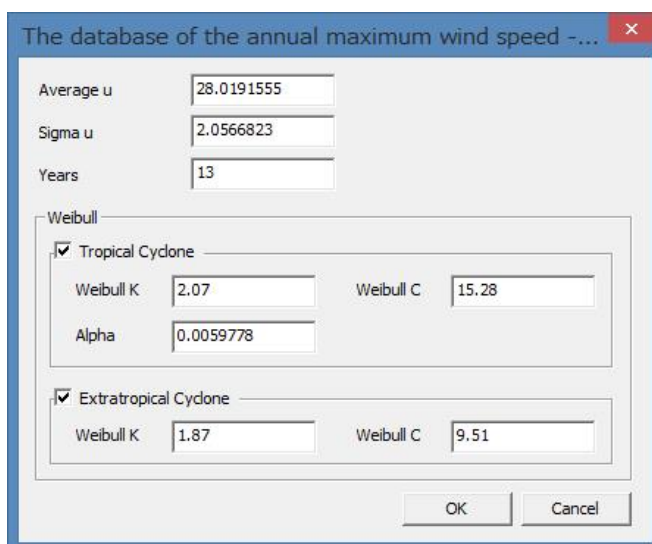 The database of the annual maximum wind speed -...
Average u 28.0191555
Sigma u 2.0566823
Years 13
Weibull
Tropical Cyclone
Weibull K 2.07 Weibull C 15.28
Alpha 0.0059778
Extratropical Cyclone
Weibull K 1.87 Weibull C 9.51
OK Cancel